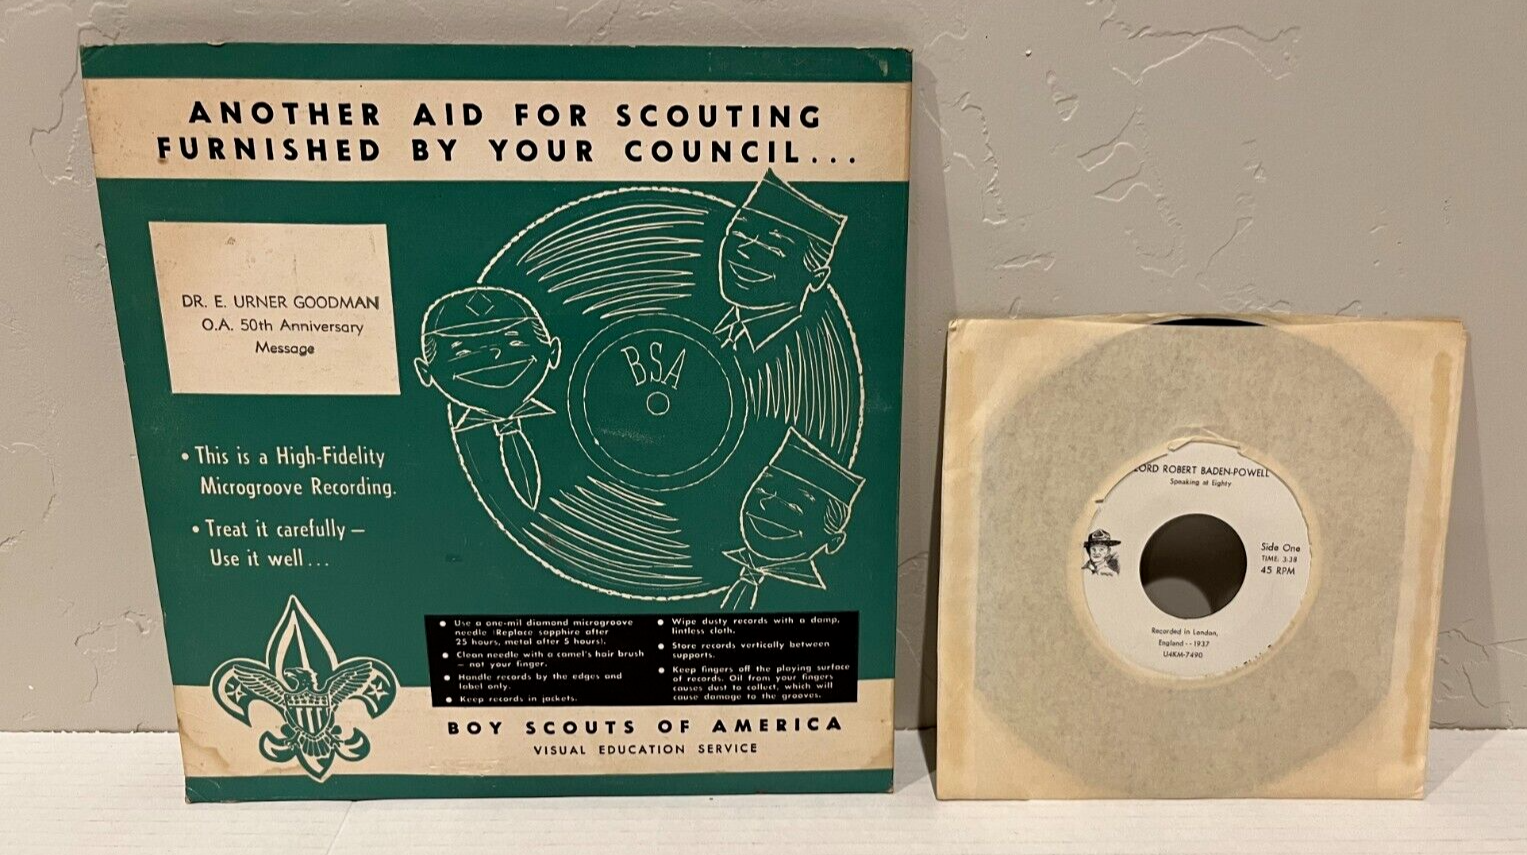 ANOTHER AID FOR SCOUTING
FURNISHED BY YOUR COUNCIL...
DR. E. URNER GOODMAN
O.A. 50th Anniversary
Message
BSA
• This is a High-Fidelity
Microgroove Recording.
• Treat it carefully —
Use it well...
• Use a one-mil diamond microgroove
needle (Replace sapphire after
25 hours, metal after 5 hours).
• Clean needle with a camel's hair brush
— not your finger.
• Handle records by the edges and
label only.
• Keep records in jackets.
• Wipe dusty records with a damp,
lintless cloth.
• Store records vertically between
supports.
• Keep fingers off the playing surface
of records. Oil from your fingers
causes dust to collect, which will
cause damage to the grooves.
BOY SCOUTS OF AMERICA
VISUAL EDUCATION SERVICE
LORD ROBERT BADEN-POWELL
Speaking at Eighty
Side One
TIME: 3:38
45 RPM
Recorded in London,
England -- 1937
U4KM-7490